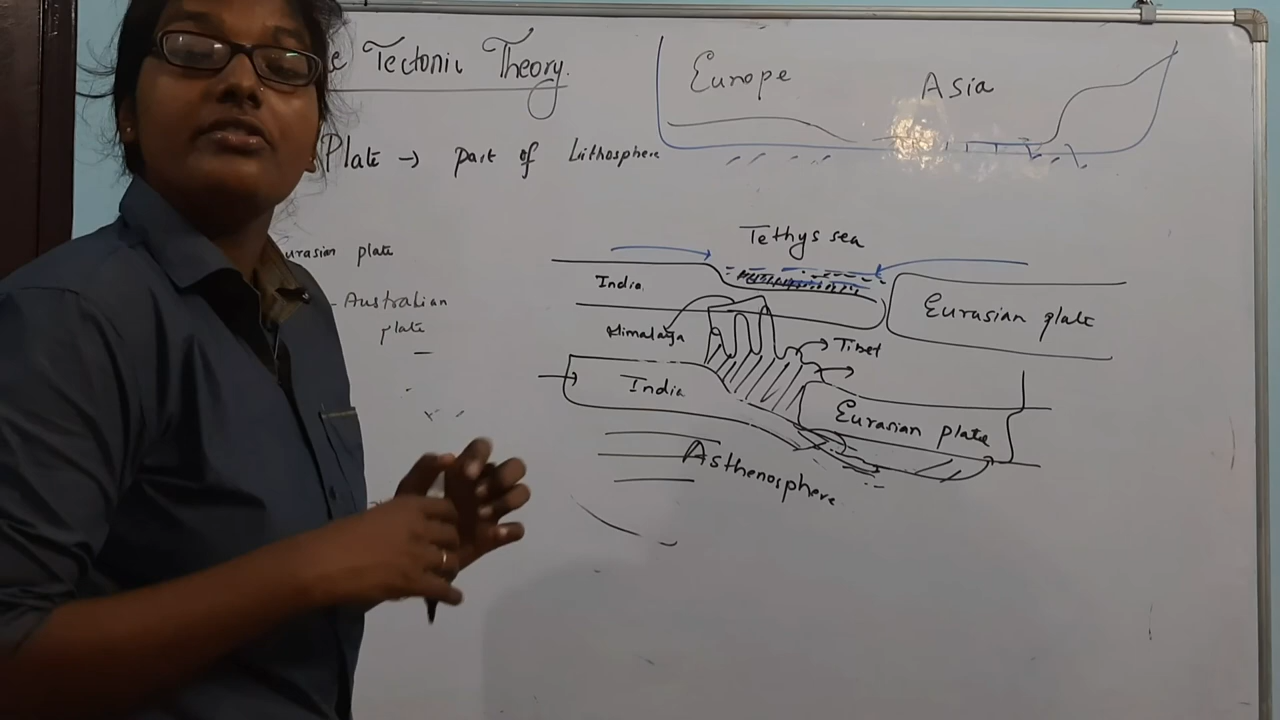 Tectonic Theory.
Europe Asia
Plate → part of Lithosphere
Tethys sea
plate
India
Eurasian plate
Australian
plate
Himalaya
Tibet
India
Eurasian plate
Asthenosphere